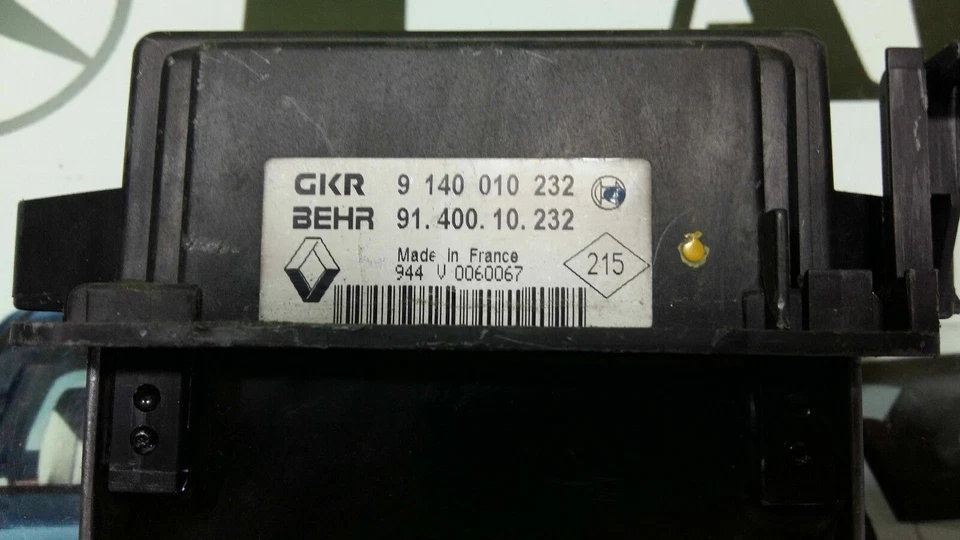 GKR 9 140 010 232
BEHR 91.400.10.232
Made in France
944 V 0060067
215